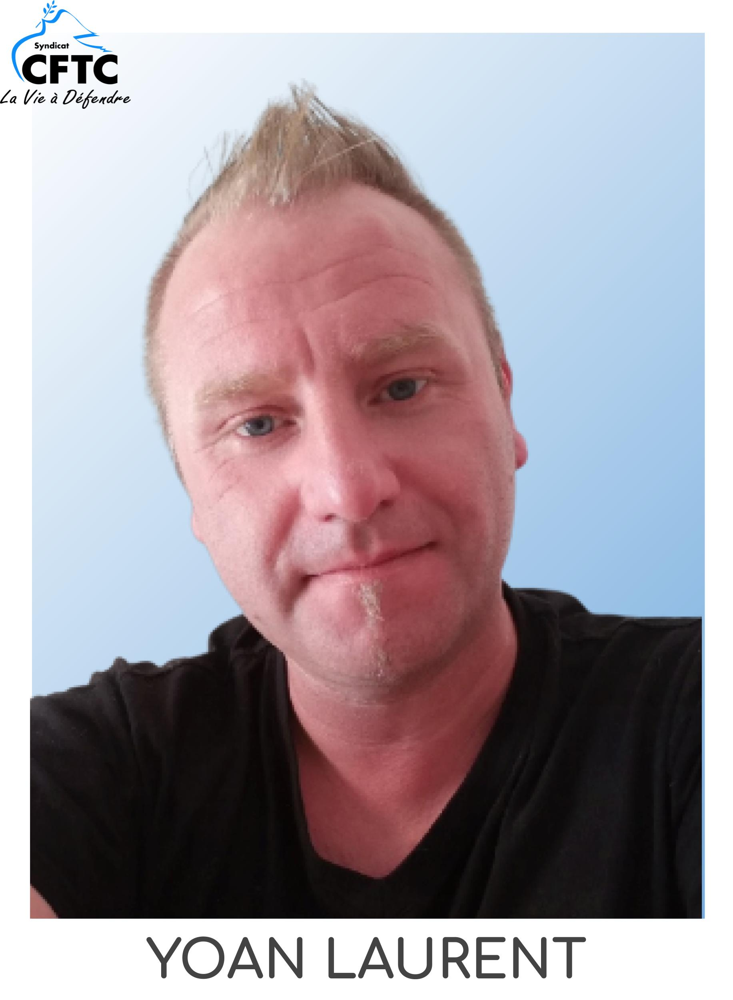 Syndicat
CFTC
La Vie à Défendre
YOAN LAURENT